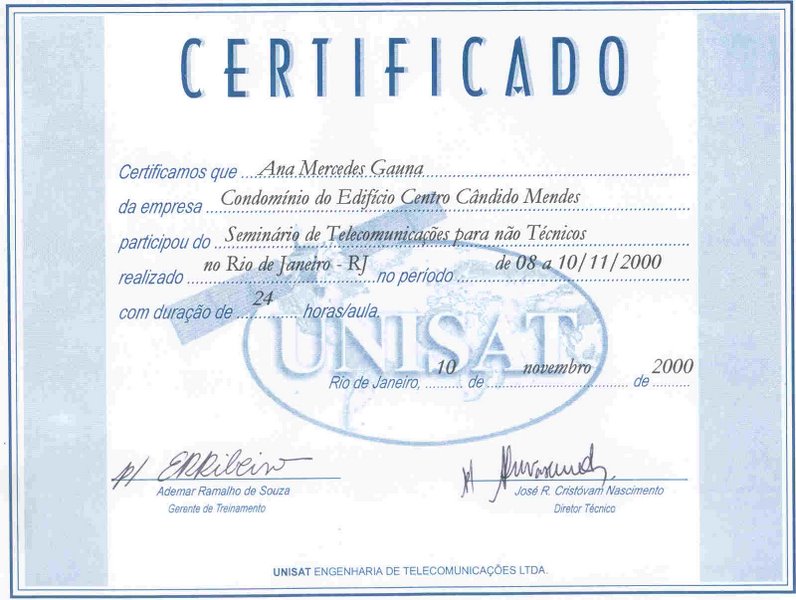 CERTIFICADO
Certificamos que Ana Mercedes Gauna
da empresa Condomínio do Edifício Centro Cândido Mendes
participou do Seminário de Telecomunicações para não Técnicos
realizado no Rio de Janeiro - RJ no período de 08 a 10/11/2000
com duração de 24 horas/aula.
UNISAT
Rio de Janeiro, 10 de novembro de 2000
p/ ERRibeiro
Ademar Ramalho de Souza
José R. Cristóvam Nascimento
Gerente de Treinamento
Diretor Técnico
UNISAT ENGENHARIA DE TELECOMUNICAÇÕES LTDA.